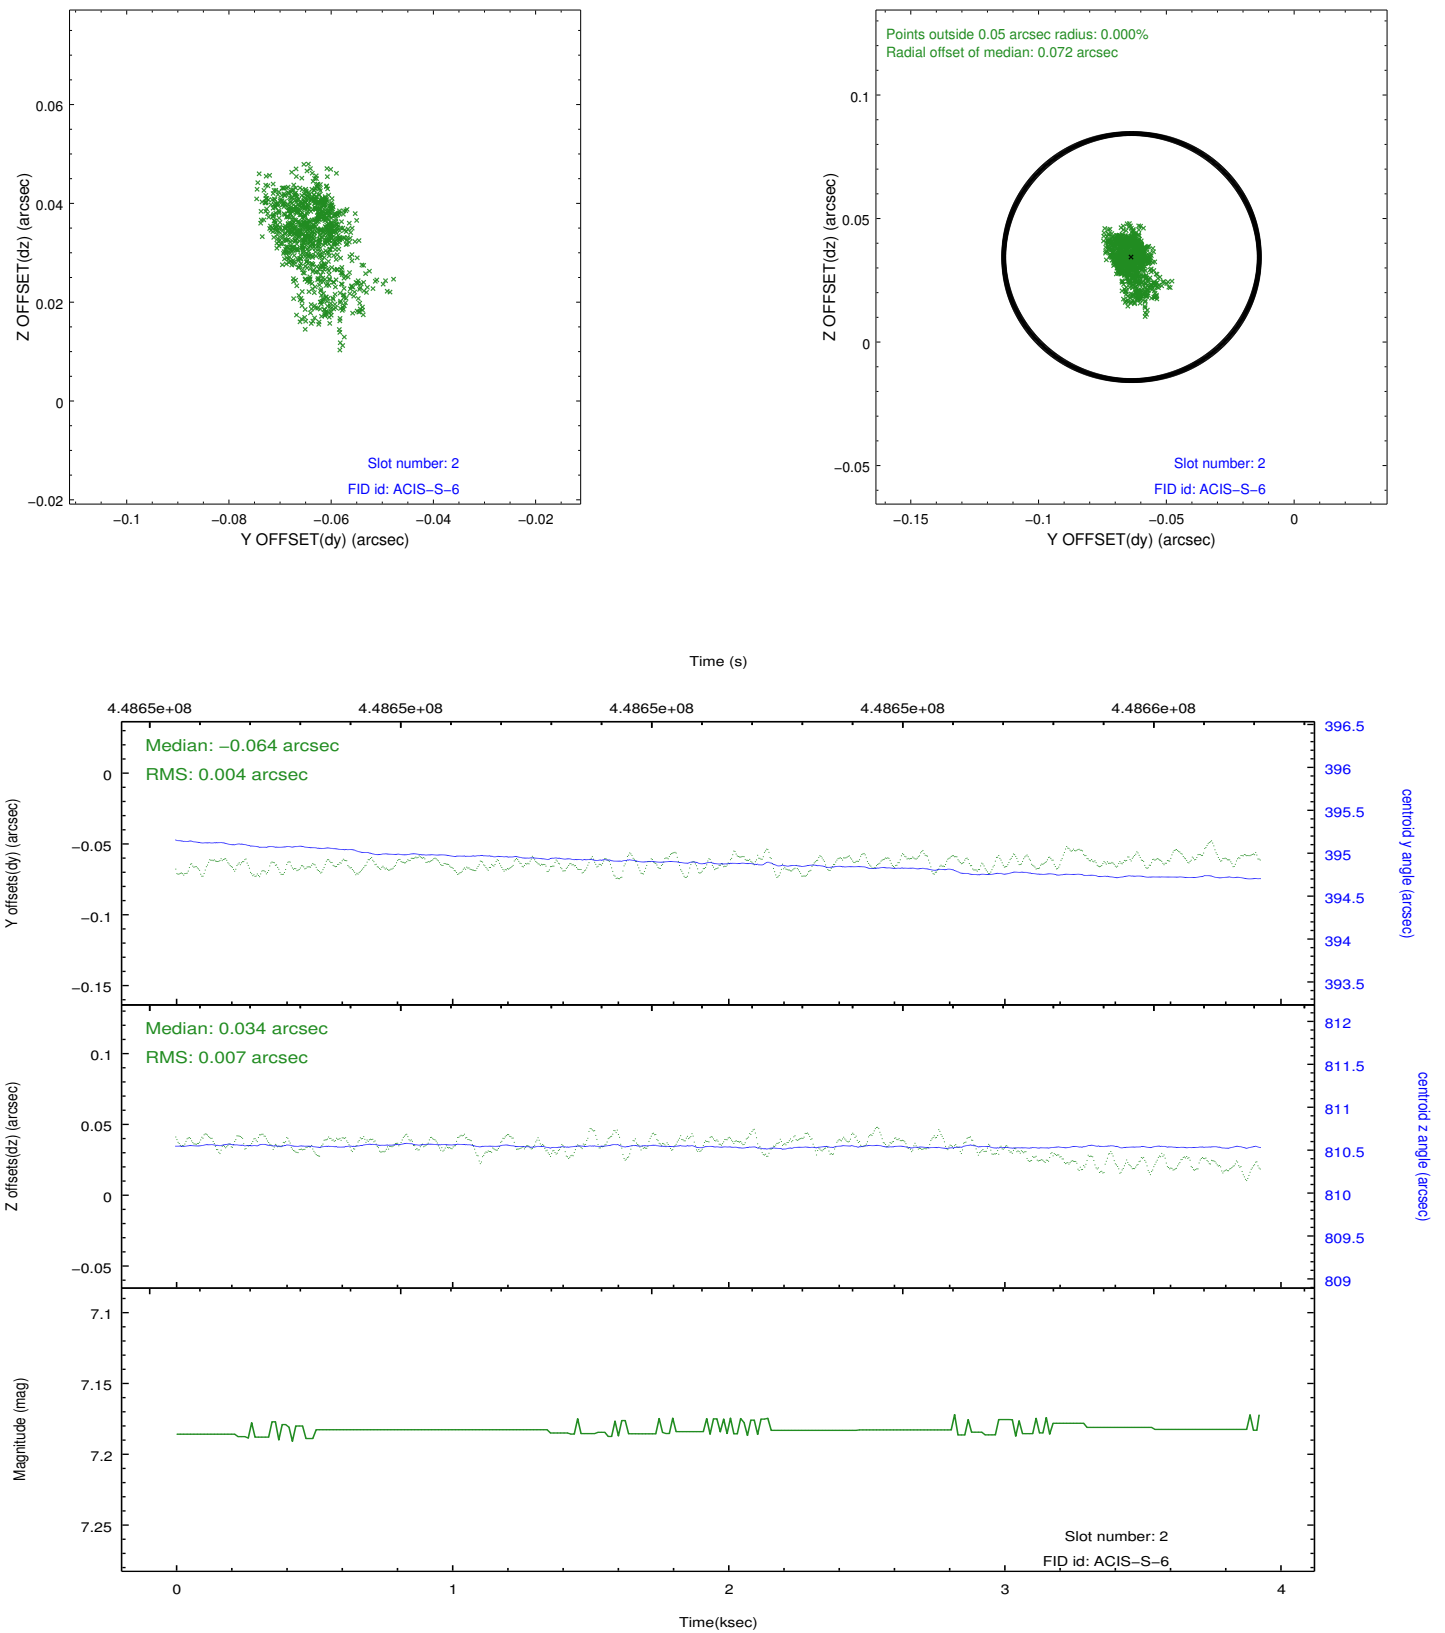 0.06
0.04
0.02
0
−0.02
Z OFFSET(dz) (arcsec)
Slot number: 2
FID id: ACIS−S−6
−0.1
−0.08
−0.06
−0.04
−0.02
Y OFFSET(dy) (arcsec)
Points outside 0.05 arcsec radius: 0.000%
Radial offset of median: 0.072 arcsec
0.1
0.05
0
−0.05
Z OFFSET(dz) (arcsec)
Slot number: 2
FID id: ACIS−S−6
−0.15
−0.1
−0.05
0
Y OFFSET(dy) (arcsec)
Time (s)
4.4865e+08
4.4865e+08
4.4865e+08
4.4865e+08
4.4866e+08
Median: −0.064 arcsec
RMS: 0.004 arcsec
0
−0.05
−0.1
−0.15
Y offsets(dy) (arcsec)
396.5
396
395.5
395
394.5
394
393.5
centroid y angle (arcsec)
Median: 0.034 arcsec
RMS: 0.007 arcsec
0.1
0.05
0
−0.05
Z offsets(dz) (arcsec)
812
811.5
811
810.5
810
809.5
809
centroid z angle (arcsec)
7.1
7.15
7.2
7.25
Magnitude (mag)
Slot number: 2
FID id: ACIS−S−6
0
1
2
3
4
Time(ksec)